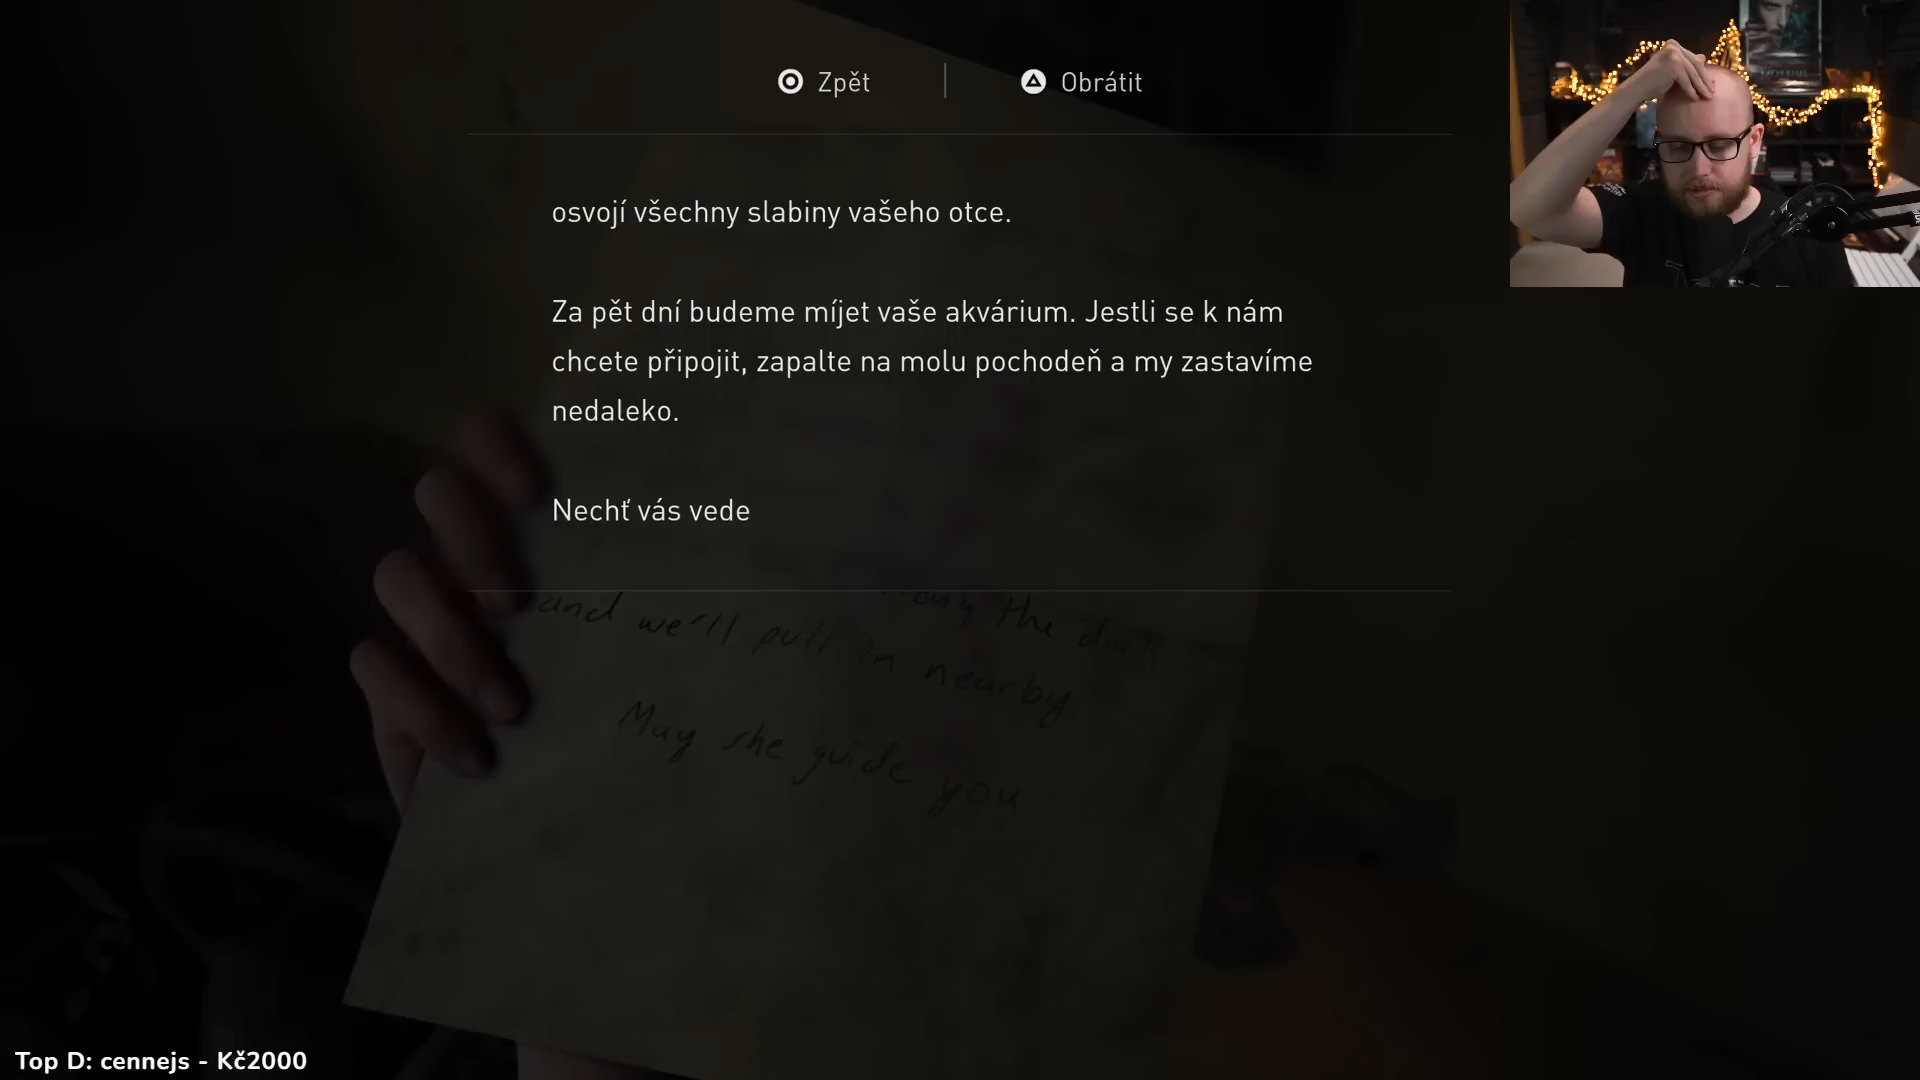 Zpět
Obrátit
osvojí všechny slabiny vašeho otce.
Za pět dní budeme míjet vaše akvárium. Jestli se k nám
chcete připojit, zapalte na molu pochodeň a my zastavíme
nedaleko.
Nechť vás vede
the
and we'll pull in nearby.
May she guide you
Top D: cennejs - Kč2000